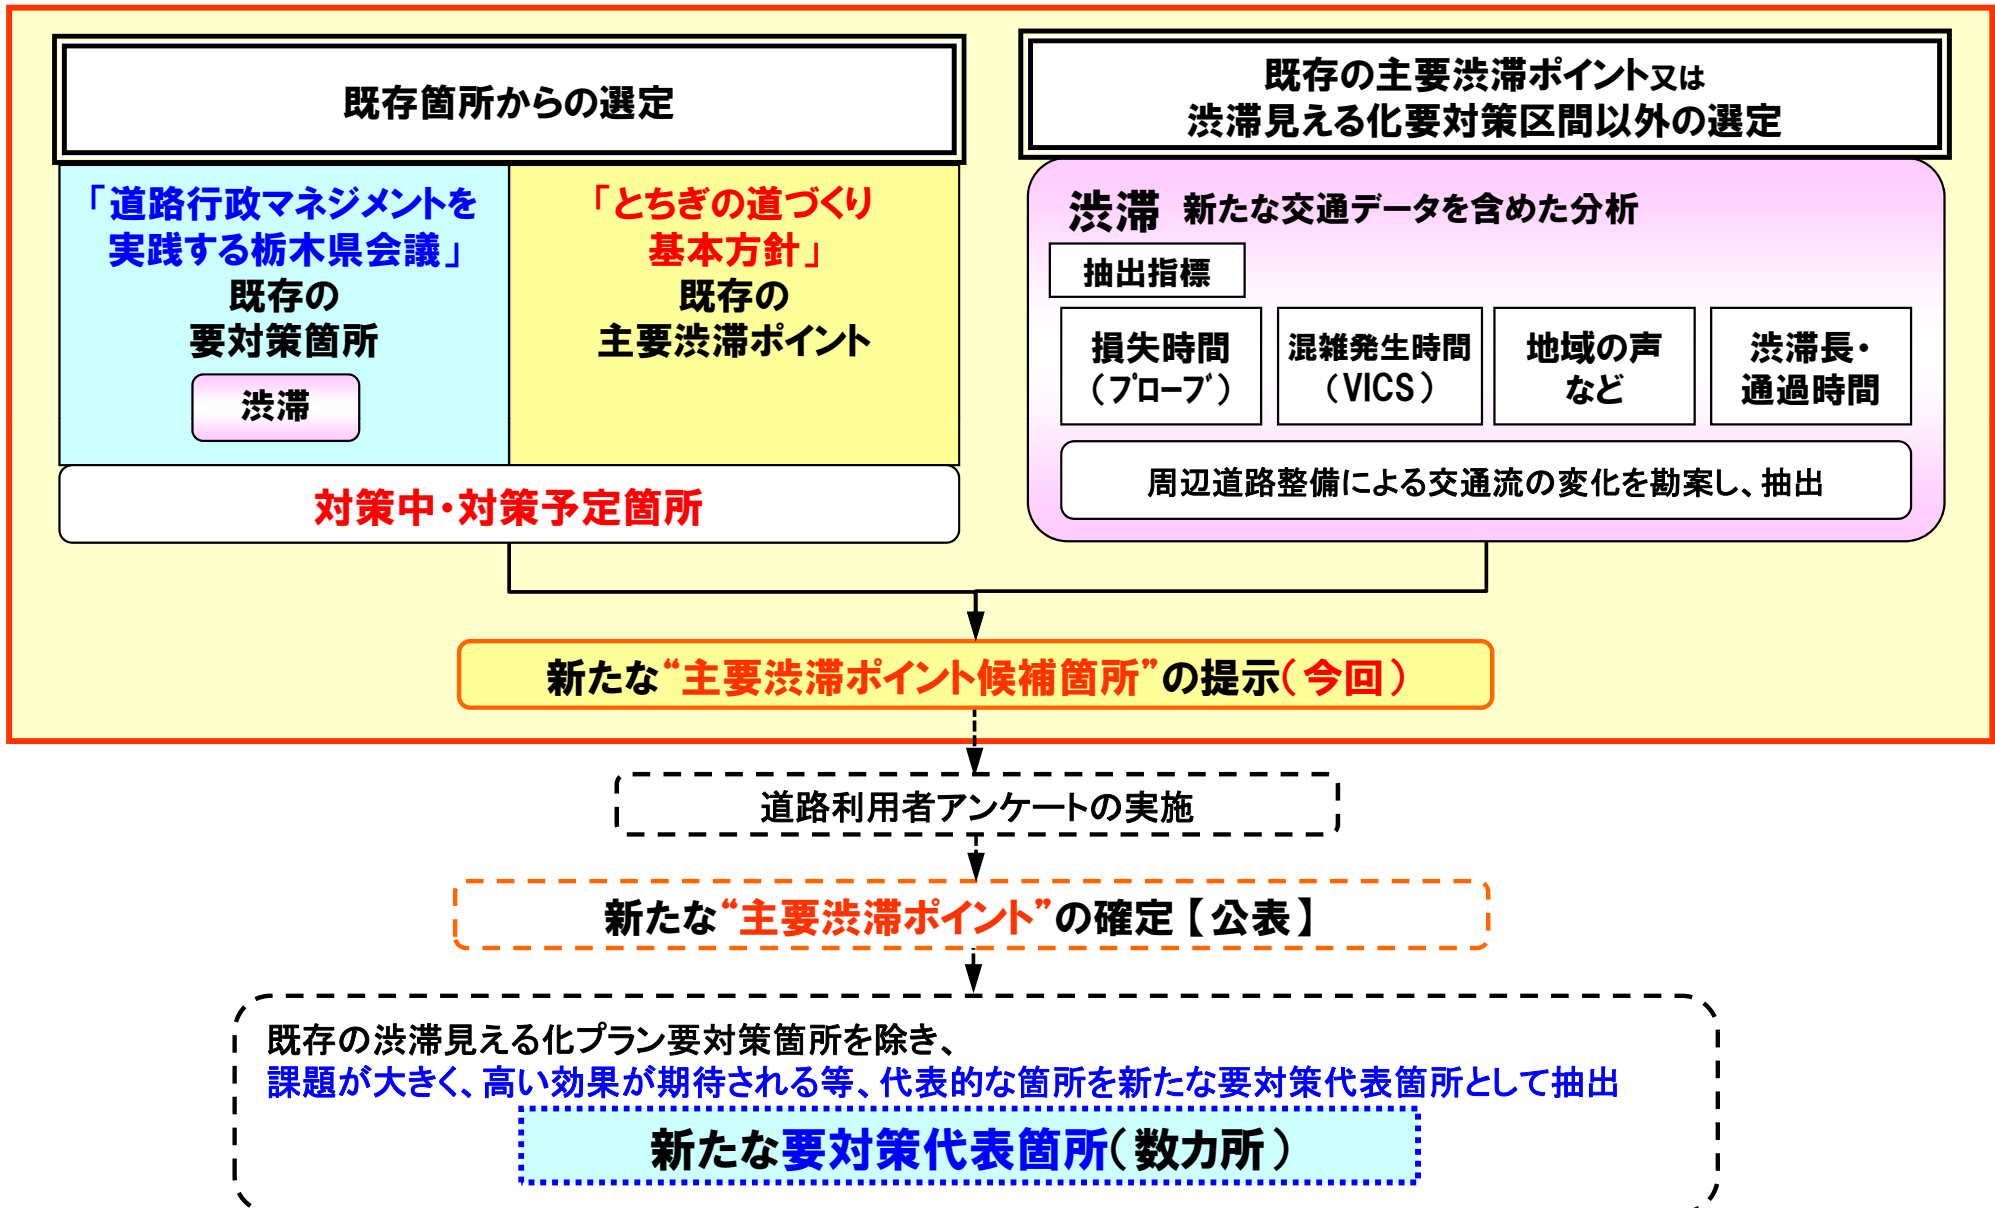 既存箇所からの選定
「道路行政マネジメントを
実践する栃木県会議」
既存の
要対策箇所
渋滞
「とちぎの道づくり
基本方針」
既存の
主要渋滞ポイント
対策中・対策予定箇所
既存の主要渋滞ポイント又は
渋滞見える化要対策区間以外の選定
渋滞 新たな交通データを含めた分析
抽出指標
損失時間
（ﾌﾟﾛｰﾌﾞ）
混雑発生時間
（VICS）
地域の声
など
渋滞長・
通過時間
周辺道路整備による交通流の変化を勘案し、抽出
新たな“主要渋滞ポイント候補箇所”の提示（今回）
道路利用者アンケートの実施
新たな“主要渋滞ポイント”の確定【公表】
既存の渋滞見える化プラン要対策箇所を除き、
課題が大きく、高い効果が期待される等、代表的な箇所を新たな要対策代表箇所として抽出
新たな要対策代表箇所（数カ所）